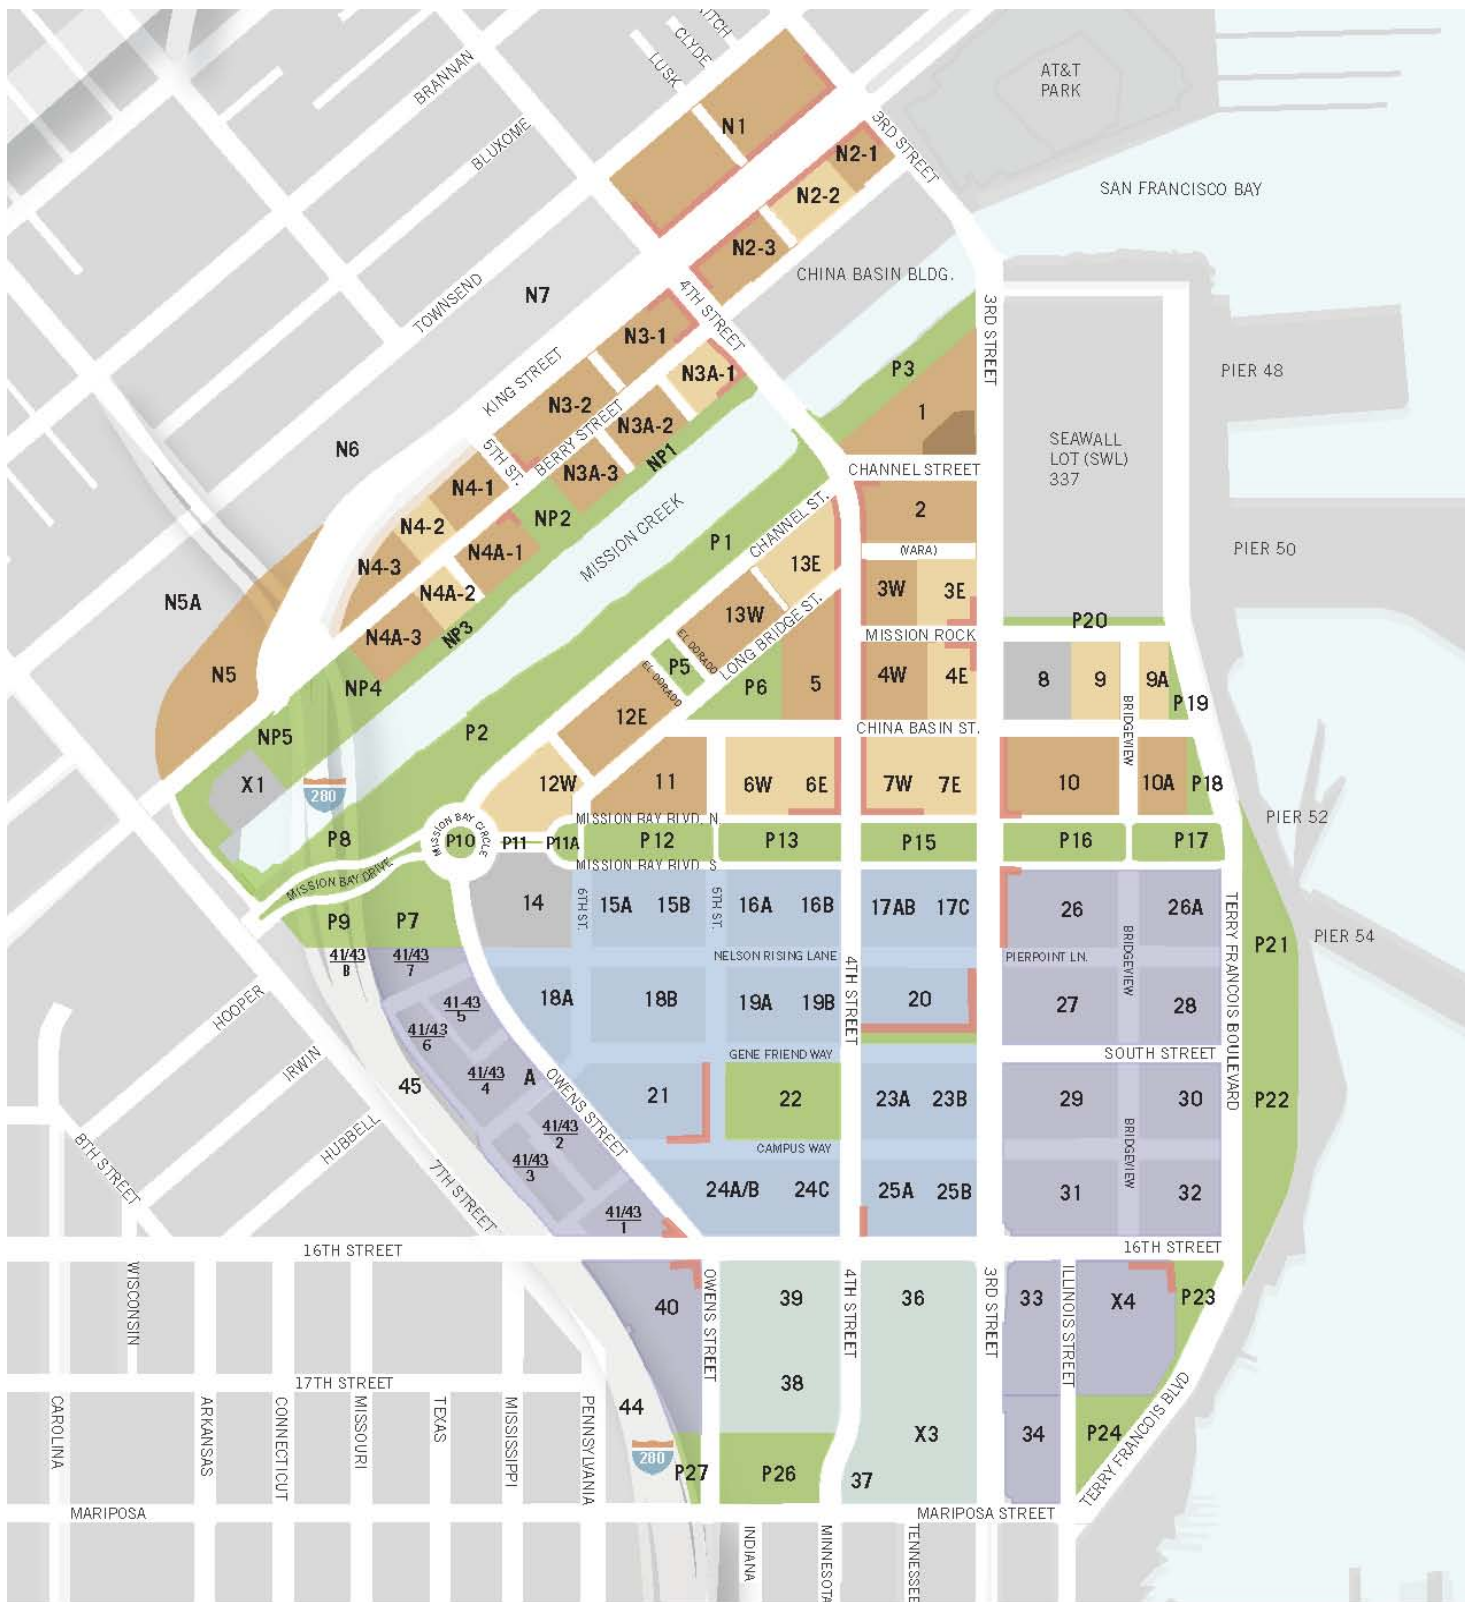 CLYDE
LUSK
BRANNAN
BLUXOME
AT&T
PARK
N1
3RD STREET
N2-1
SAN FRANCISCO BAY
N2-2
N2-3
CHINA BASIN BLDG.
TOWNSEND
N7
4TH STREET
3RD STREET
N3-1
KING STREET
P3
PIER 48
N3A-1
N3-2
BERRY STREET
1
N3A-2
N6
5TH ST.
NP1
SEAWALL
LOT (SWL)
337
CHANNEL STREET
N3A-3
N4-1
NP2
MISSION CREEK
CHANNEL ST.
2
N4-2
P1
PIER 50
N4A-1
(VARA)
N4-3
13E
3W
3E
N5A
N4A-2
13W
LONG BRIDGE ST.
P20
N4A-3
NP3
EL DORADO
MISSION ROCK
P5
EL DORADO
N5
NP4
P6
5
4W
4E
8
9
9A
P19
12E
BRIDGEVIEW
CHINA BASIN ST.
NP5
P2
X1
280
12W
11
6W
6E
7W
7E
10
10A
P18
MISSION BAY BLVD. N.
PIER 52
P8
MISSION BAY CIRCLE
P10
P11
P11A
P12
P13
P15
P16
P17
MISSION BAY BLVD. S
MISSION BAY DRIVE
14
6TH ST.
15A
15B
5TH ST.
16A
16B
17AB
17C
26
26A
P9
P7
TERRY FRANCOIS BOULEVARD
P21
PIER 54
41/43
8
41/43
7
NELSON RISING LANE
4TH STREET
PIERPOINT LN.
BRIDGEVIEW
HOOPER
41-43
5
18A
18B
19A
19B
20
27
28
41/43
6
IRWIN
GENE FRIEND WAY
SOUTH STREET
45
41/43
4
A
OWENS STREET
21
22
23A
23B
29
30
P22
HUBBELL
41/43
2
CAMPUS WAY
BRIDGEVIEW
8TH STREET
7TH STREET
41/43
3
24A/B
24C
25A
25B
31
32
41/43
1
16TH STREET
16TH STREET
WISCONSIN
40
OWENS STREET
39
4TH STREET
36
3RD STREET
33
ILLINOIS STREET
X4
P23
17TH STREET
38
TERRY FRANCOIS BLVD
CAROLINA
ARKANSAS
CONNECTICUT
MISSOURI
TEXAS
MISSISSIPPI
PENNSYLVANIA
44
X3
34
P24
280
P27
P26
37
MARIPOSA
MARIPOSA STREET
INDIANA
MINNESOTA
TENNESSEE